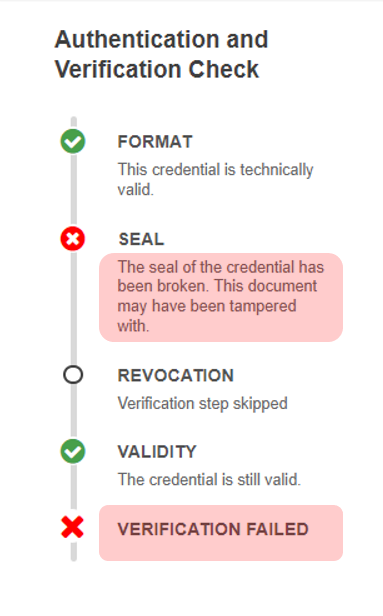 Authentication and
Verification Check
FORMAT
This credential is technically
valid.
SEAL
The seal of the credential has
been broken. This document
may have been tampered
with.
REVOCATION
Verification step skipped
VALIDITY
The credential is still valid.
VERIFICATION FAILED